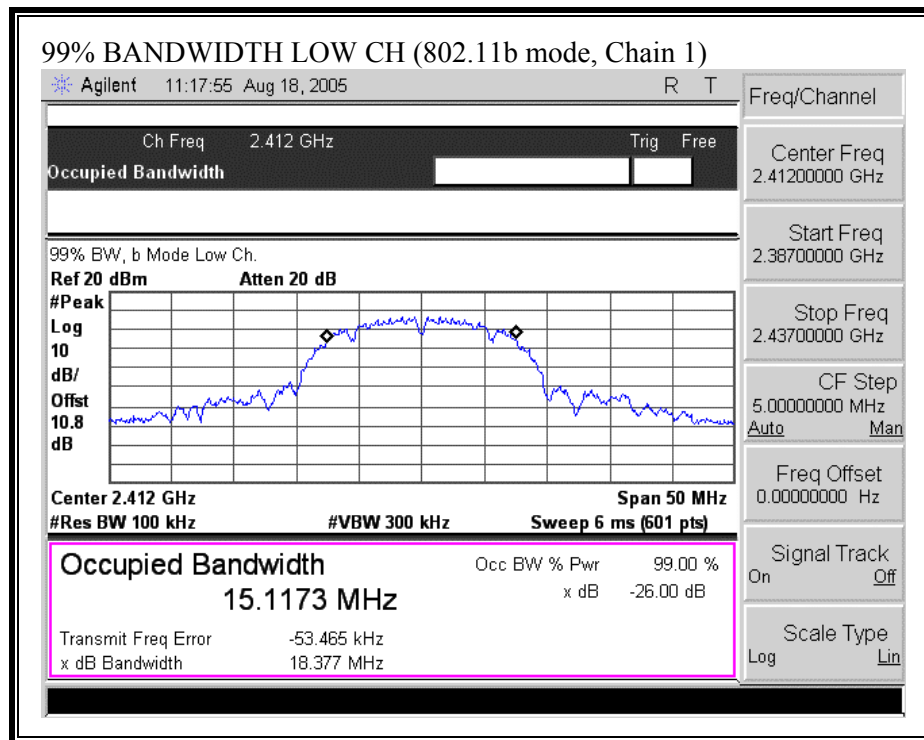 99% BANDWIDTH LOW CH (802.11b mode, Chain 1)
Agilent 11:17:55 Aug 18, 2005 R T
Ch Freq 2.412 GHz Trig Free
Occupied Bandwidth
99% BW, b Mode Low Ch.
Ref 20 dBm Atten 20 dB
#Peak
Log
10
dB/
Offst
10.8
dB
Center 2.412 GHz Span 50 MHz
#Res BW 100 kHz #VBW 300 kHz Sweep 6 ms (601 pts)
Occupied Bandwidth
15.1173 MHz
Occ BW % Pwr 99.00 %
x dB -26.00 dB
Transmit Freq Error -53.465 kHz
x dB Bandwidth 18.377 MHz
Freq/Channel
Center Freq
2.41200000 GHz
Start Freq
2.38700000 GHz
Stop Freq
2.43700000 GHz
CF Step
5.00000000 MHz
Auto Man
Freq Offset
0.00000000 Hz
Signal Track
On Off
Scale Type
Log Lin